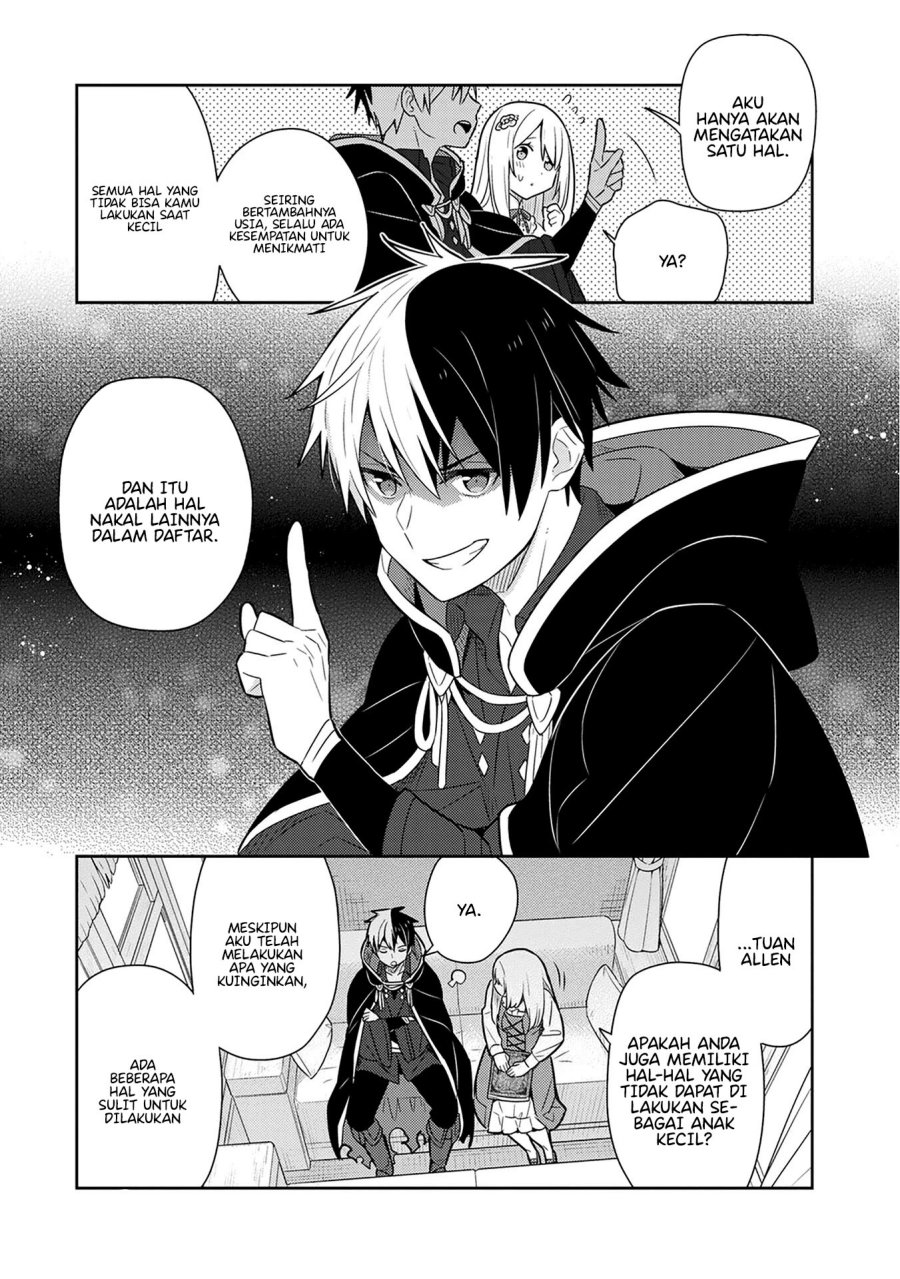 AKU
HANYA AKAN
MENGATAKAN
SATU HAL.
YA?
SEIRING
BERTAMBAHNYA
USIA, SELALU ADA
KESEMPATAN UNTUK
MENIKMATI
SEMUA HAL YANG
TIDAK BISA KAMU
LAKUKAN SAAT
KECIL
DAN ITU
ADALAH HAL
NAKAL LAINNYA
DALAM DAFTAR.
...TUAN
ALLEN
APAKAH ANDA
JUGA MEMILIKI
HAL-HAL YANG
TIDAK DAPAT DI
LAKUKAN SE-
BAGAI ANAK
KECIL?
YA.
MESKIPUN
AKU TELAH
MELAKUKAN
APA YANG
KUINGINKAN,
ADA
BEBERAPA
HAL YANG
SULIT UNTUK
DILAKUKAN